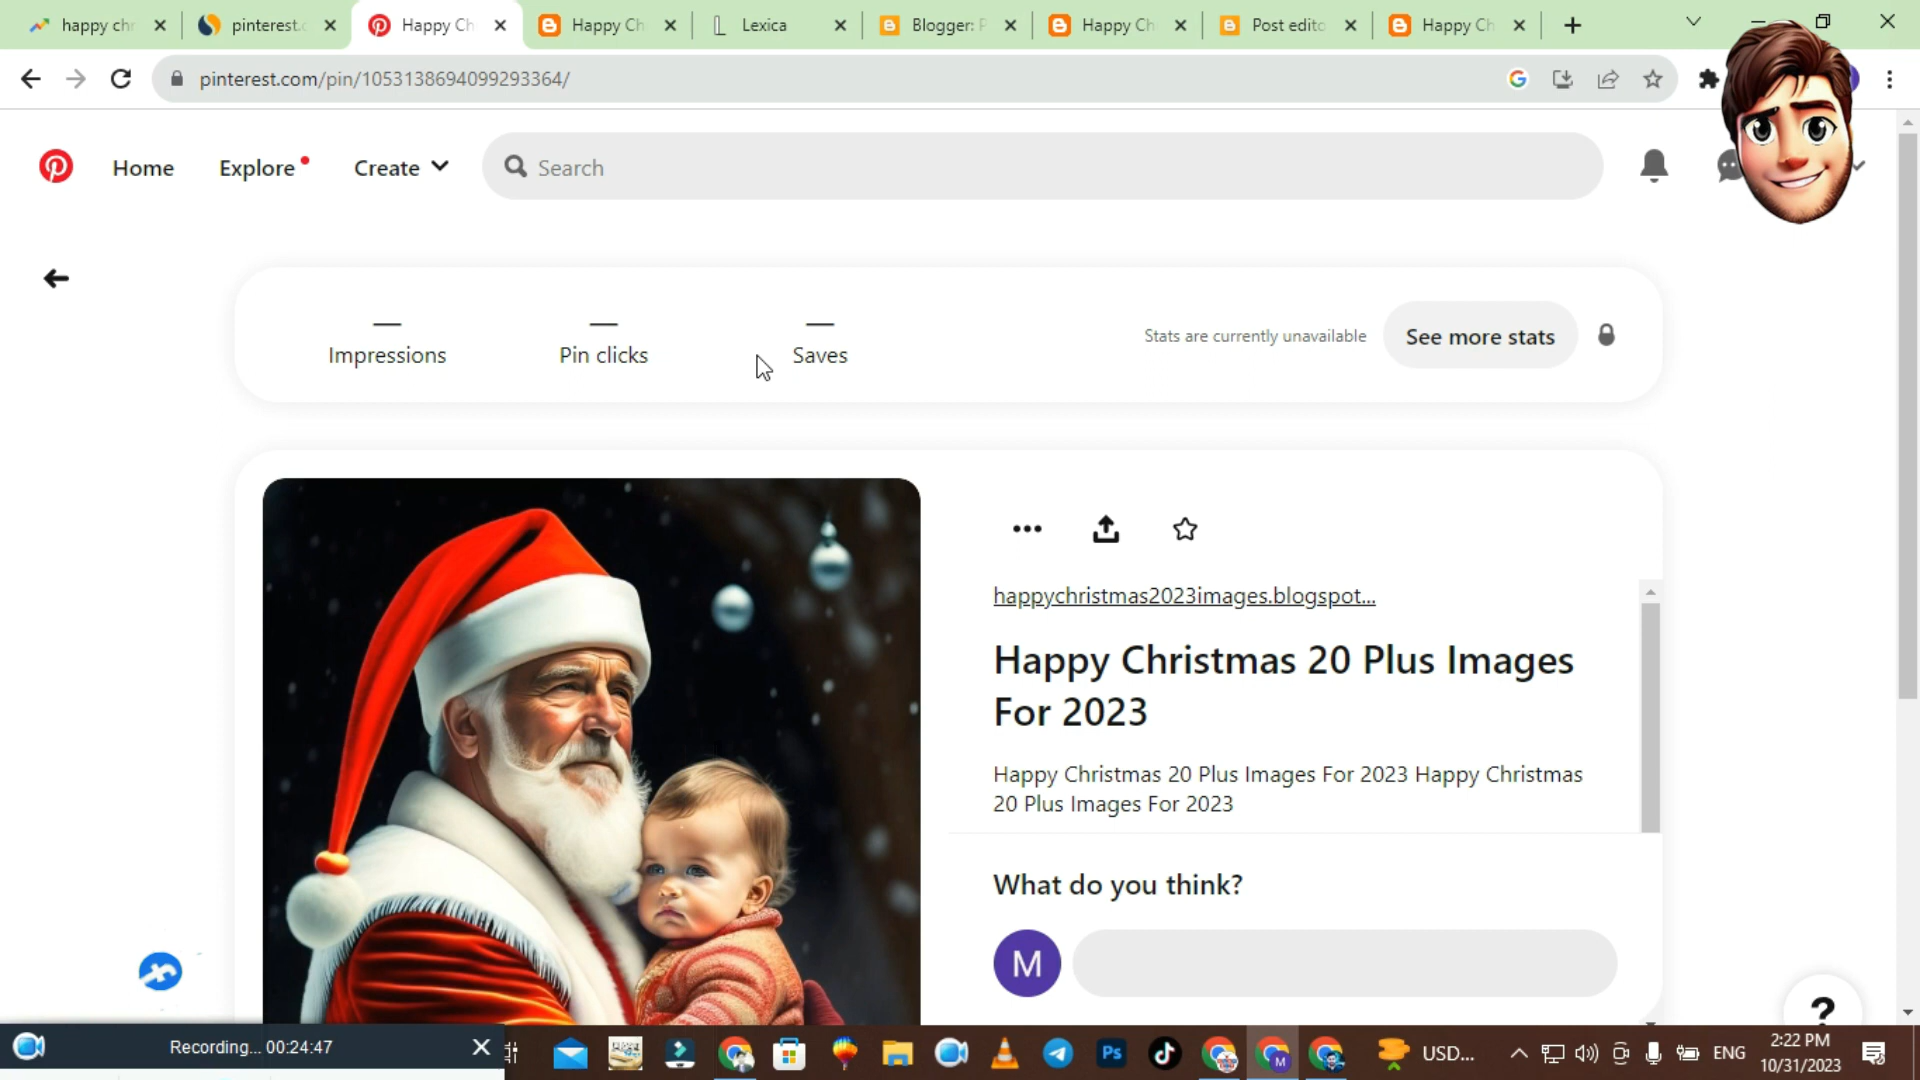 happy chr
pinterest.c
Happy Ch
Happy Ch
Lexica
Blogger: P
Happy Ch
Post edito
Happy Ch
pinterest.com/pin/1053138694099293364/
Home
Explore
Create
Search
Impressions
Pin clicks
Saves
Stats are currently unavailable
See more stats
happychristmas2023images.blogspot...
Happy Christmas 20 Plus Images
For 2023
Happy Christmas 20 Plus Images For 2023 Happy Christmas
20 Plus Images For 2023
What do you think?
M
?
Recording... 00:24:47
Ps
M
USD...
ENG
2:22 PM
10/31/2023